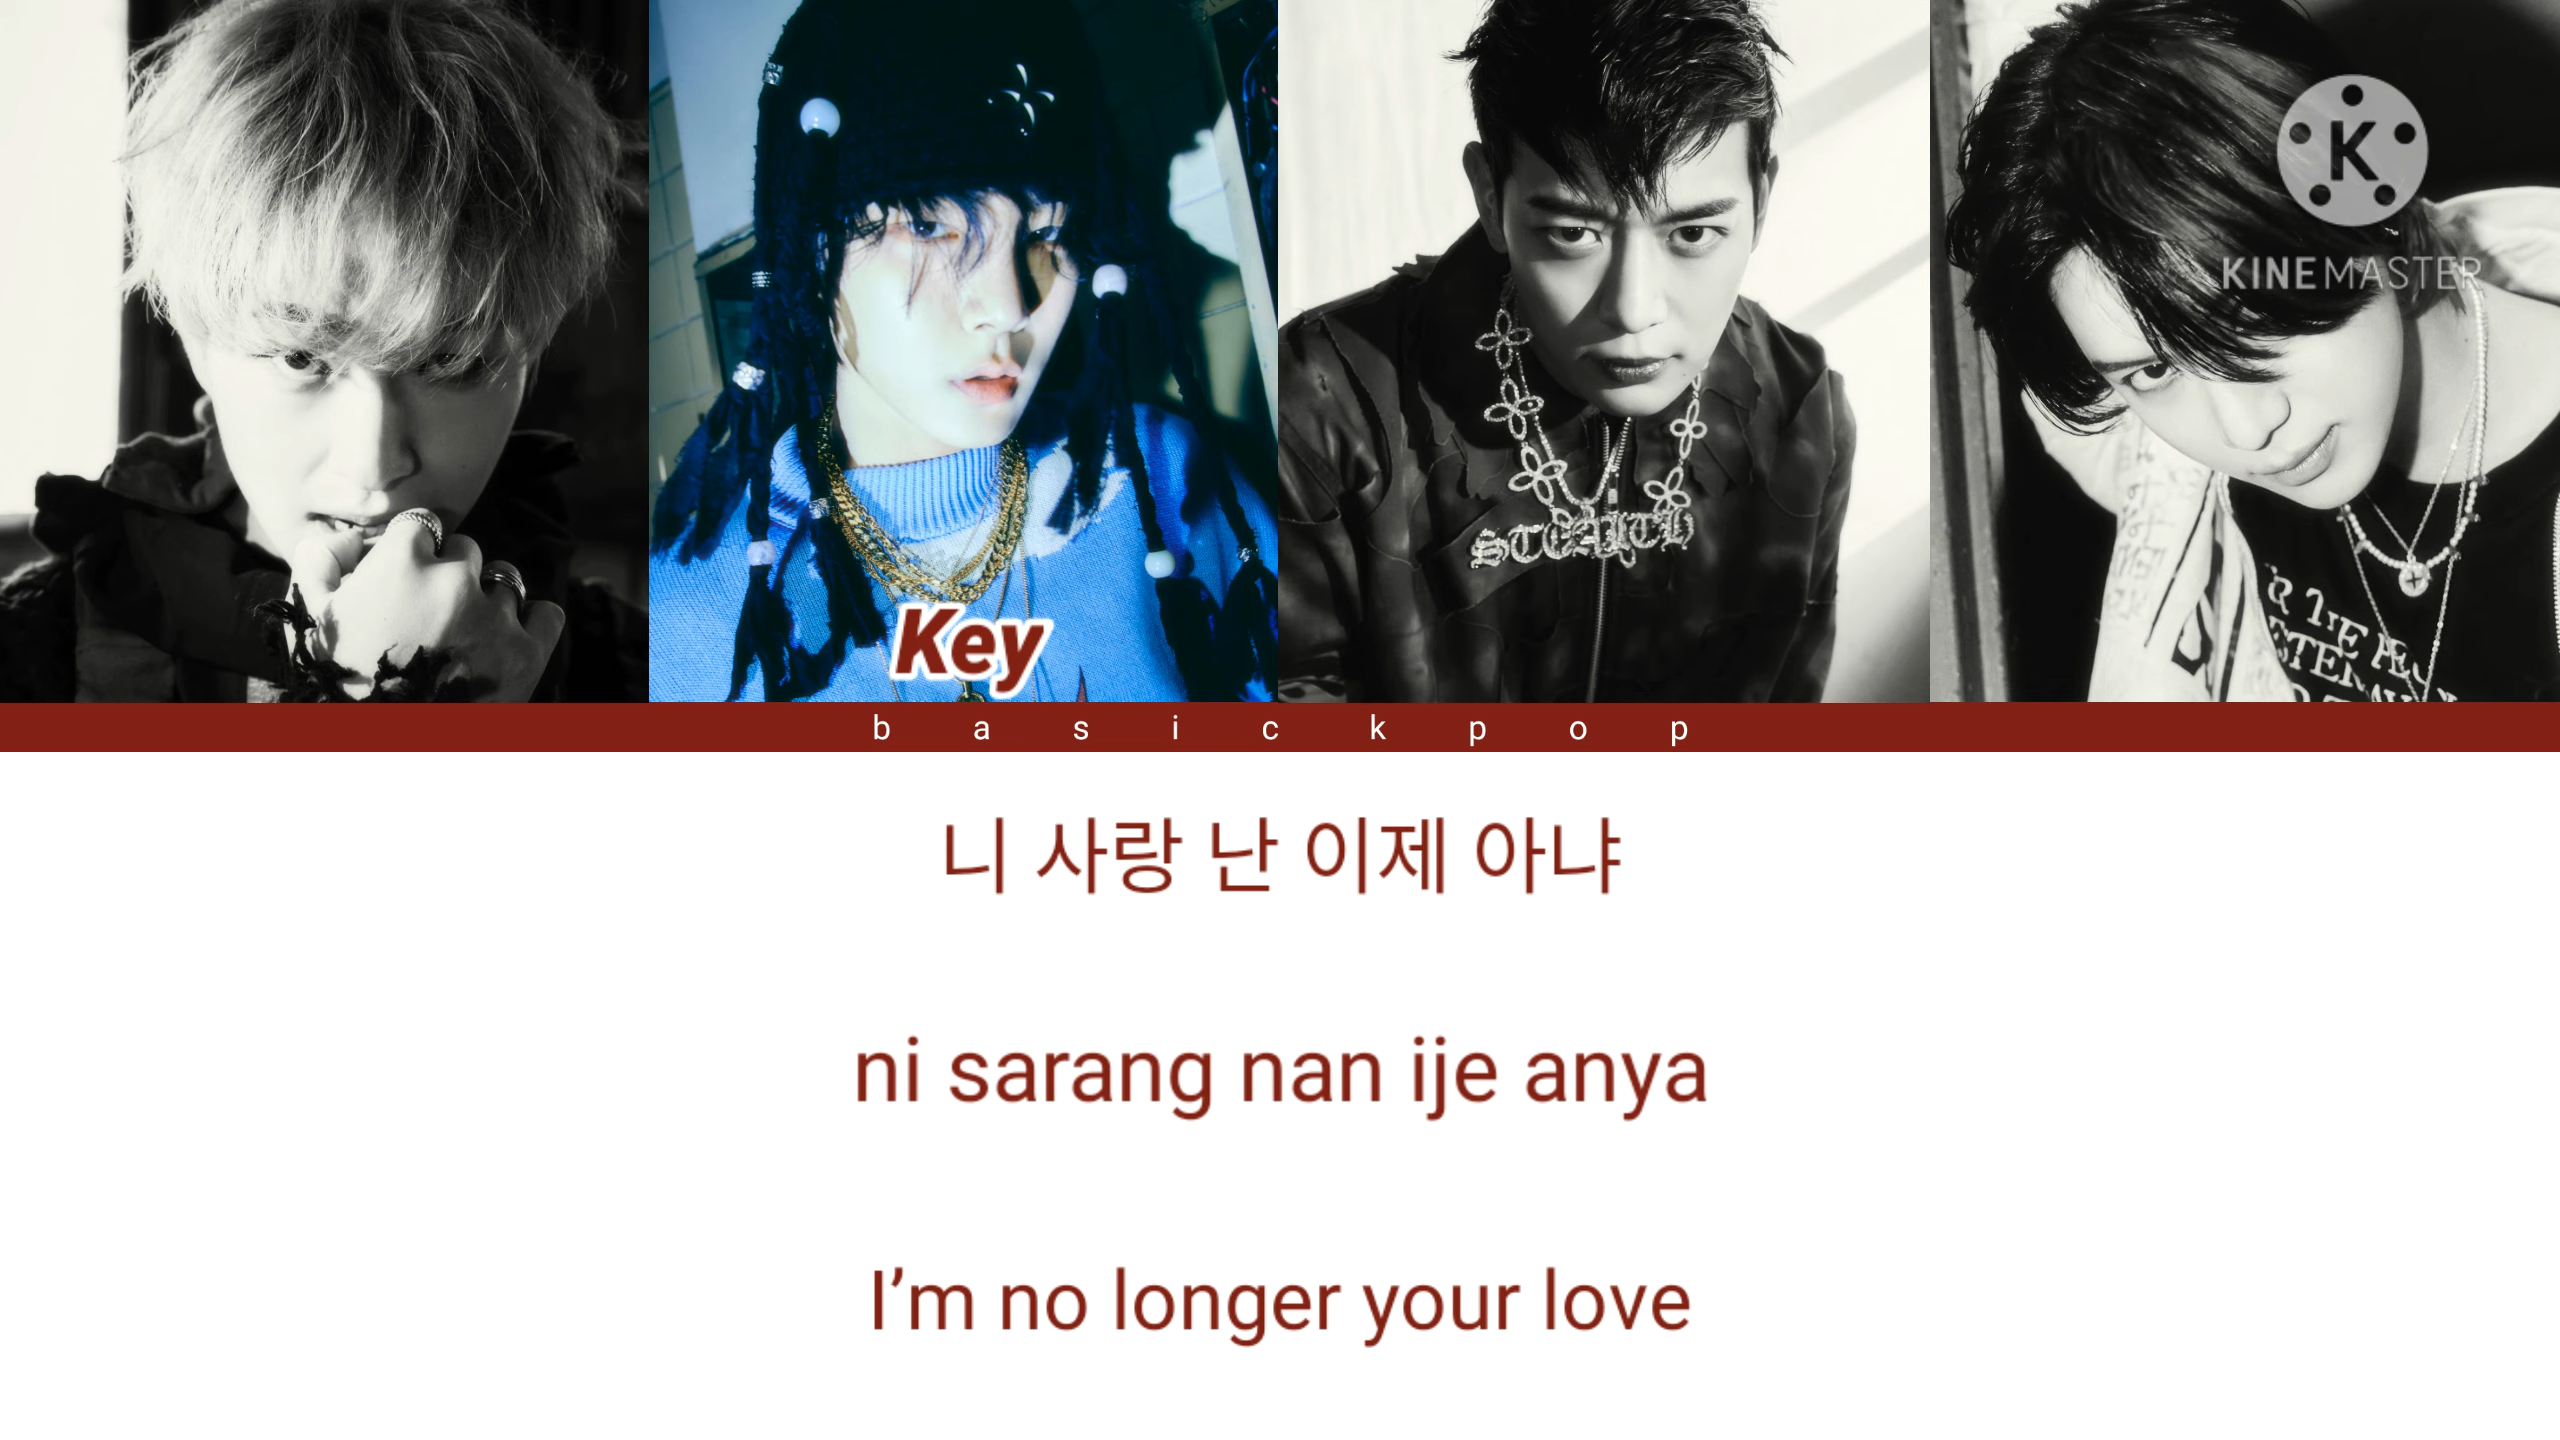 K
KINEMASTER
STEALTH
Key
b a s i c k p o p
니 사랑 난 이제 아냐
ni sarang nan ije anya
I’m no longer your love